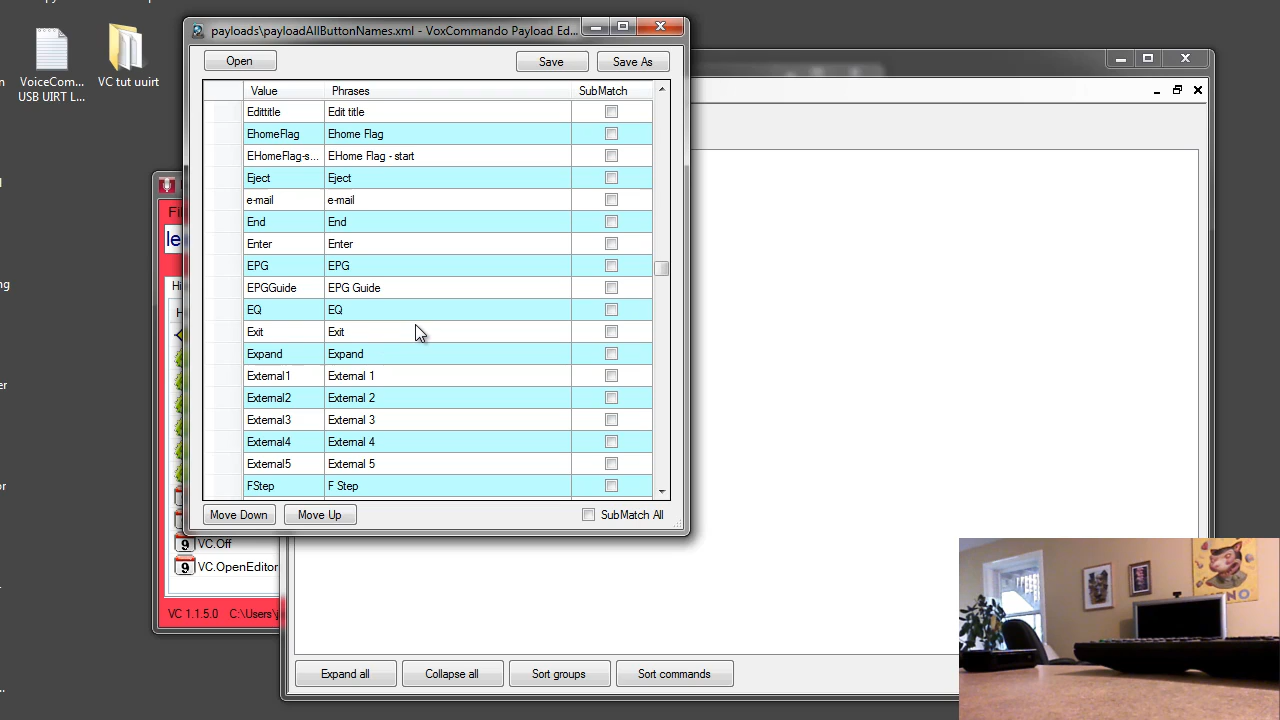 payloads\payloadAllButtonNames.xml - VoxCommando Payload Ed...
Open
Save
Save As
Value Phrases SubMatch
Edittitle Edit title
EhomeFlag Ehome Flag
EHomeFlag-s... EHome Flag - start
Eject Eject
e-mail e-mail
End End
Enter Enter
EPG EPG
EPGGuide EPG Guide
EQ EQ
Exit Exit
Expand Expand
External1 External 1
External2 External 2
External3 External 3
External4 External 4
External5 External 5
FStep F Step
Move Down
Move Up
SubMatch All
VoiceCom...
USB UIRT L...
VC tut uuirt
Fi
le
Hi
H
VC.Off
VC.OpenEditor
VC 1.1.5.0 C:\Users\j
Expand all
Collapse all
Sort groups
Sort commands